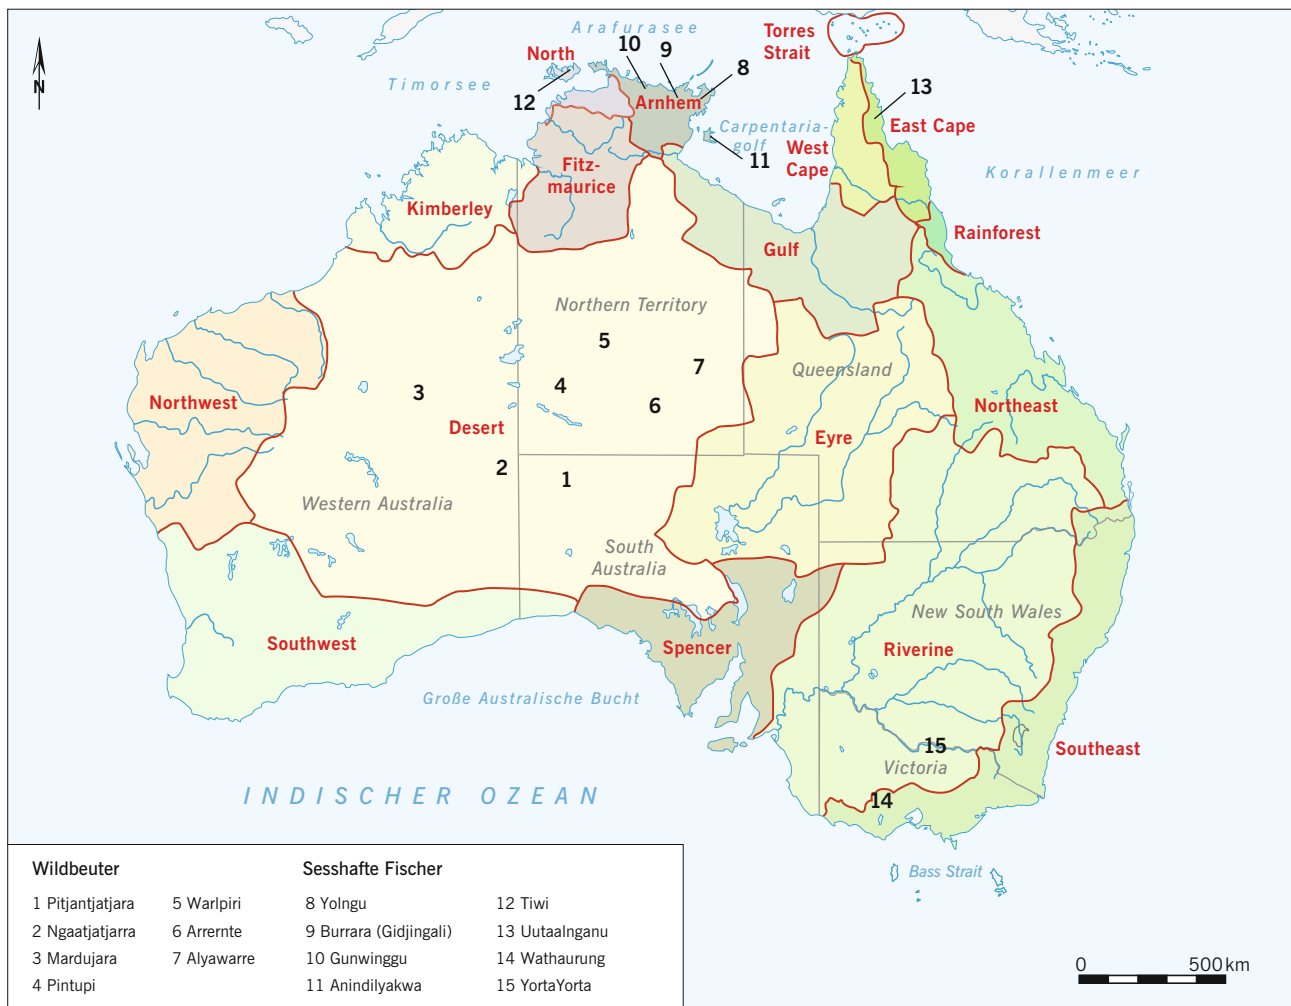 Arafurasee
Torres
Strait
10
9
North
8
Timorsee
N
12
Arnhem
13
Carpentaria-
golf
East Cape
West
Cape
11
Fitz-
maurice
Korallenmeer
Kimberley
Rainforest
Gulf
Northern Territory
5
7
Queensland
3
4
6
Northwest
Northeast
Desert
Eyre
2
1
Western Australia
South
Australia
New South Wales
Southwest
Spencer
Riverine
Große Australische Bucht
15
Southeast
Victoria
INDISCHER OZEAN
14
Bass Strait
Wildbeuter
Sesshafte Fischer
1 Pitjantjatjara
5 Warlpiri
8 Yolngu
12 Tiwi
2 Ngaatjatjarra
6 Arrernte
9 Burrara (Gidjingali)
13 Uutaalnganu
3 Mardujara
7 Alyawarre
10 Gunwinggu
14 Wathaurung
4 Pintupi
11 Anindilyakwa
15 YortaYorta
0 500 km